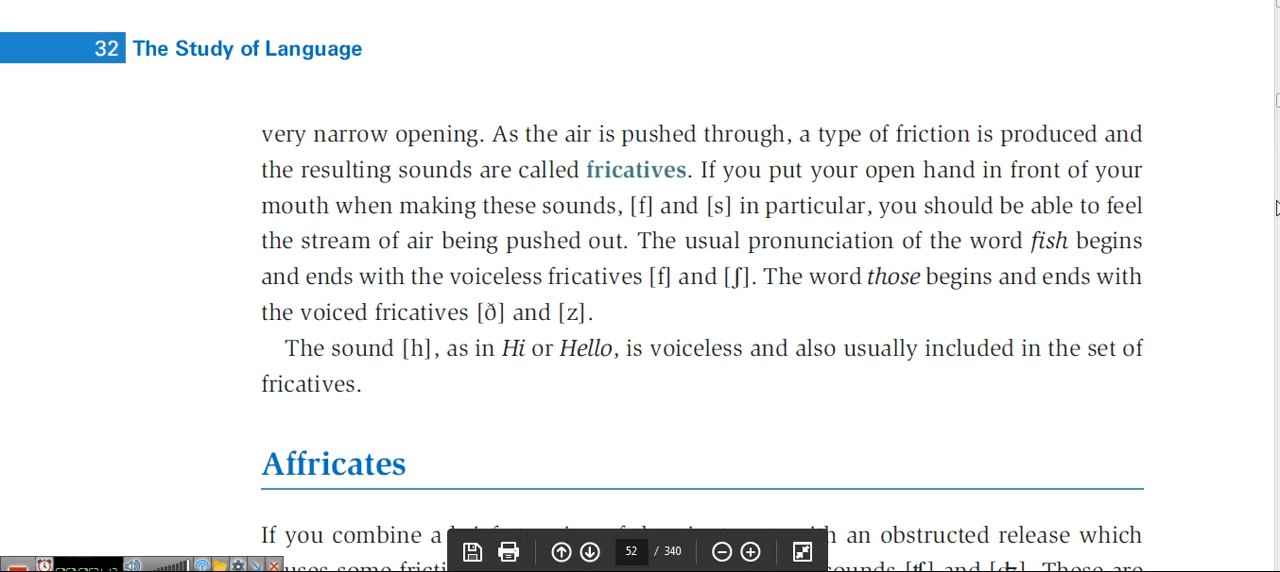 32 The Study of Language
very narrow opening. As the air is pushed through, a type of friction is produced and
the resulting sounds are called fricatives. If you put your open hand in front of your
mouth when making these sounds, [f] and [s] in particular, you should be able to feel
the stream of air being pushed out. The usual pronunciation of the word fish begins
and ends with the voiceless fricatives [f] and [ʃ]. The word those begins and ends with
the voiced fricatives [ð] and [z].
The sound [h], as in Hi or Hello, is voiceless and also usually included in the set of
fricatives.
Affricates
If you combine a an obstructed release which
some sounds [ʧ] and [ʤ]. These are
52 / 340